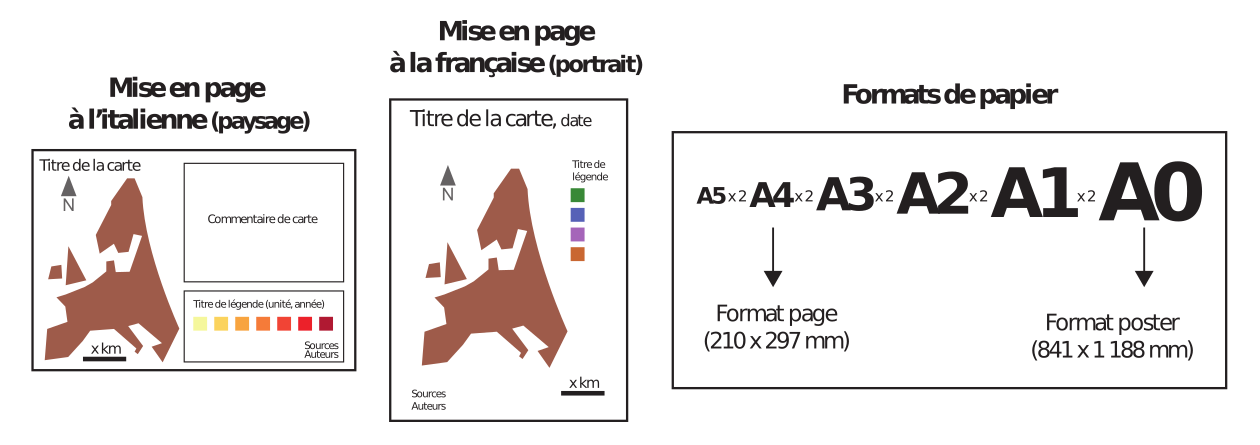 Mise en page
à l’italienne (paysage)
Titre de la carte
N
x km
Commentaire de carte
Titre de légende (unité, année)
Sources
Auteurs
Mise en page
à la française (portrait)
Titre de la carte, date
N
Titre de
légende
x km
Sources
Auteurs
Formats de papier
A5 x 2 A4 x 2 A3 x 2 A2 x 2 A1 x 2 A0
Format page
(210 x 297 mm)
Format poster
(841 x 1 188 mm)